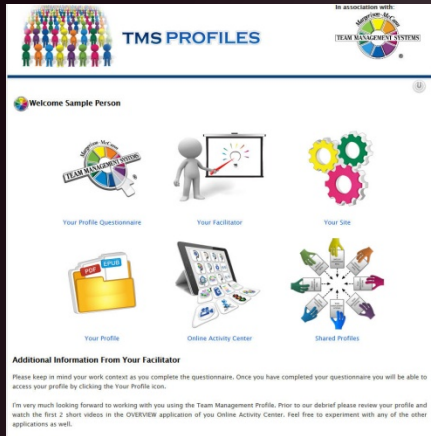 In association with:
TMS PROFILES
Margerison-McCann
TEAM MANAGEMENT SYSTEMS
®
Welcome Sample Person
Margerison-McCann
TEAM MANAGEMENT SYSTEMS
Your Profile Questionnaire
Your Facilitator
Your Site
PDF
EPUB
Your Profile
Online Activity Center
Shared Profiles
Additional Information From Your Facilitator
Please keep in mind your work context as you complete the questionnaire. Once you have completed your questionnaire you will be able to
access your profile by clicking the Your Profile icon.
I'm very much looking forward to working with you using the Team Management Profile. Prior to our debrief please review your profile and
watch the first 2 short videos in the OVERVIEW application of you Online Activity Center. Feel free to experiment with any of the other
applications as well.